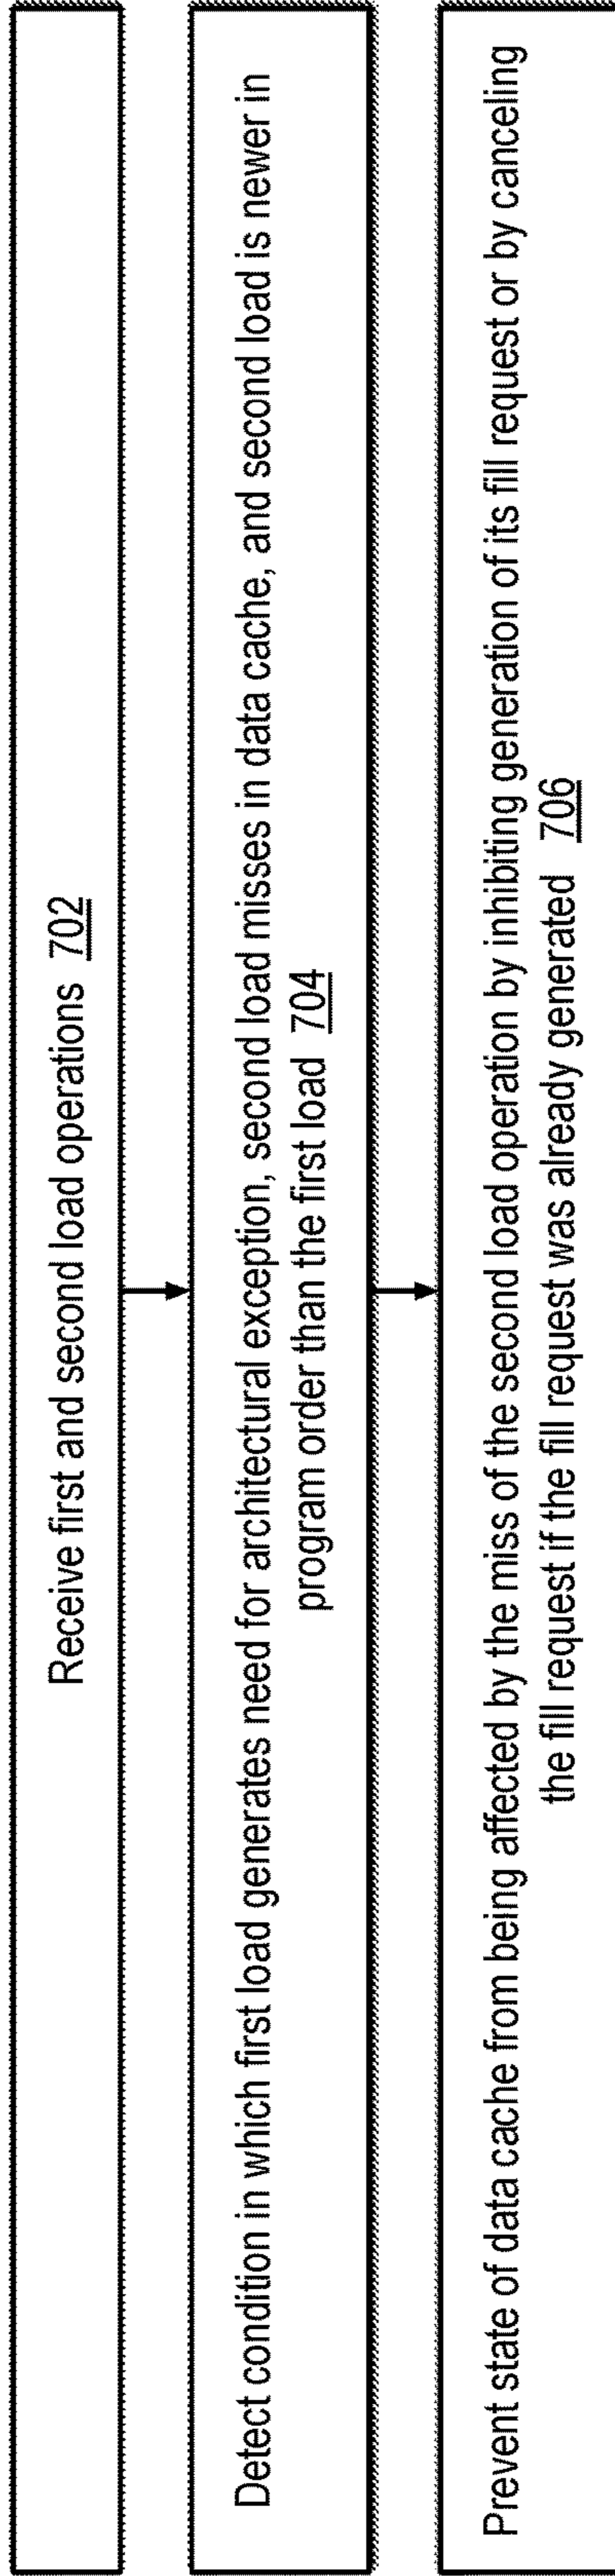 Receive first and second load operations 702
Detect condition in which first load generates need for architectural exception, second load misses in data cache, and second load is newer in
program order than the first load 704
Prevent state of data cache from being affected by the miss of the second load operation by inhibiting generation of its fill request or by canceling
the fill request if the fill request was already generated 706